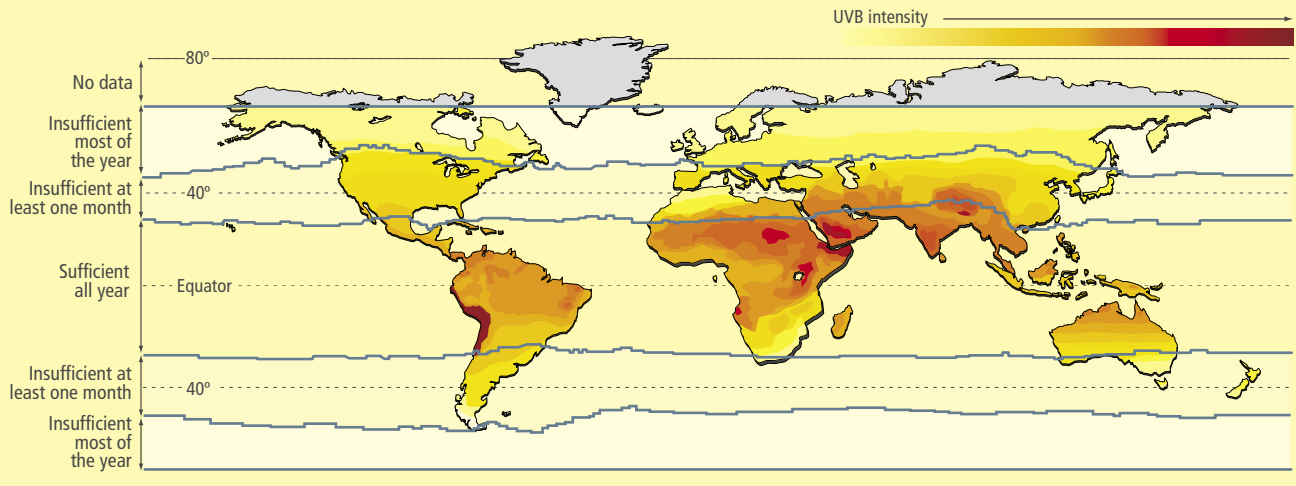 UVB intensity
80º
No data
Insufficient
most of
the year
Insufficient at
least one month
40º
Sufficient
all year
Equator
Insufficient at
least one month
40º
Insufficient
most of
the year